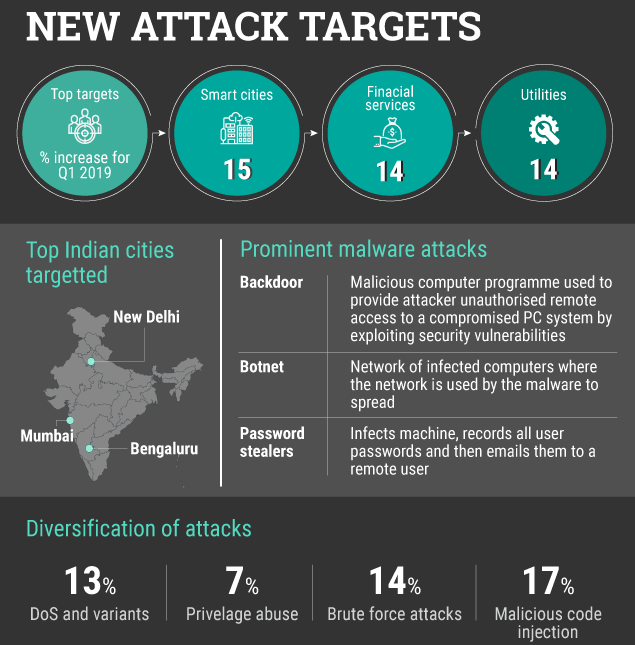 NEW ATTACK TARGETS
Top targets
% increase for
Q1 2019
Smart cities
15
Finacial
services
14
Utilities
14
Top Indian cities
targetted
New Delhi
Mumbai
Bengaluru
Prominent malware attacks
Backdoor
Malicious computer programme used to
provide attacker unauthorised remote
access to a compromised PC system by
exploiting security vulnerabilities
Botnet
Network of infected computers where
the network is used by the malware to
spread
Password
stealers
Infects machine, records all user
passwords and then emails them to a
remote user
Diversification of attacks
13%
DoS and variants
7%
Privelage abuse
14%
Brute force attacks
17%
Malicious code
injection